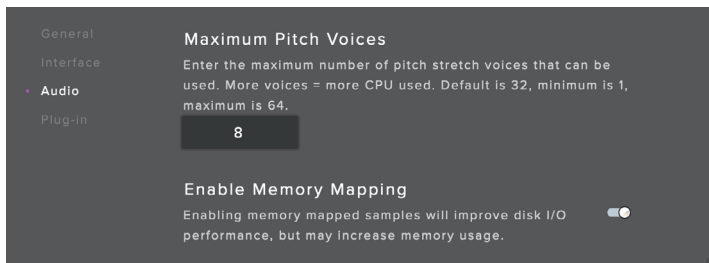 General
Interface
Audio
Plug-in
Maximum Pitch Voices
Enter the maximum number of pitch stretch voices that can be
used. More voices = more CPU used. Default is 32, minimum is 1,
maximum is 64.
8
Enable Memory Mapping
Enabling memory mapped samples will improve disk I/O
performance, but may increase memory usage.